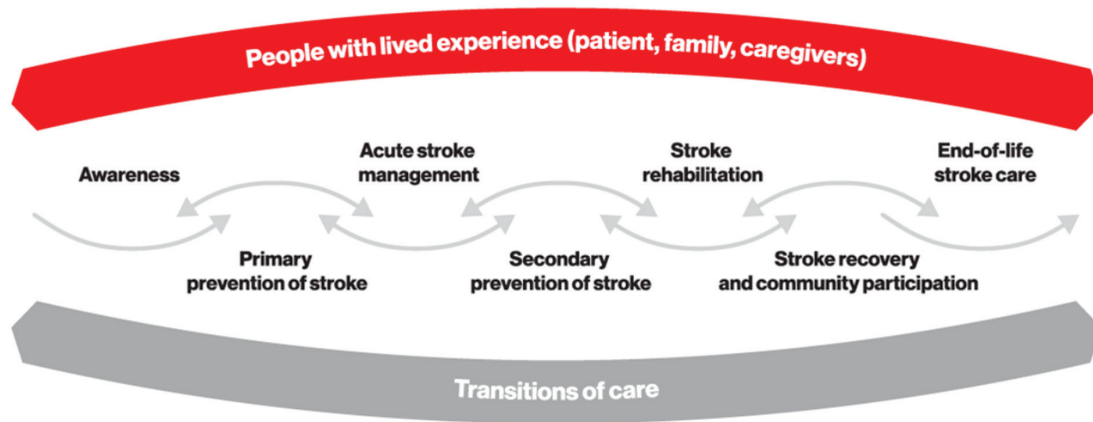 People with lived experience (patient, family, caregivers)
Awareness
Acute stroke
management
Stroke
rehabilitation
End-of-life
stroke care
Primary
prevention of stroke
Secondary
prevention of stroke
Stroke recovery
and community participation
Transitions of care